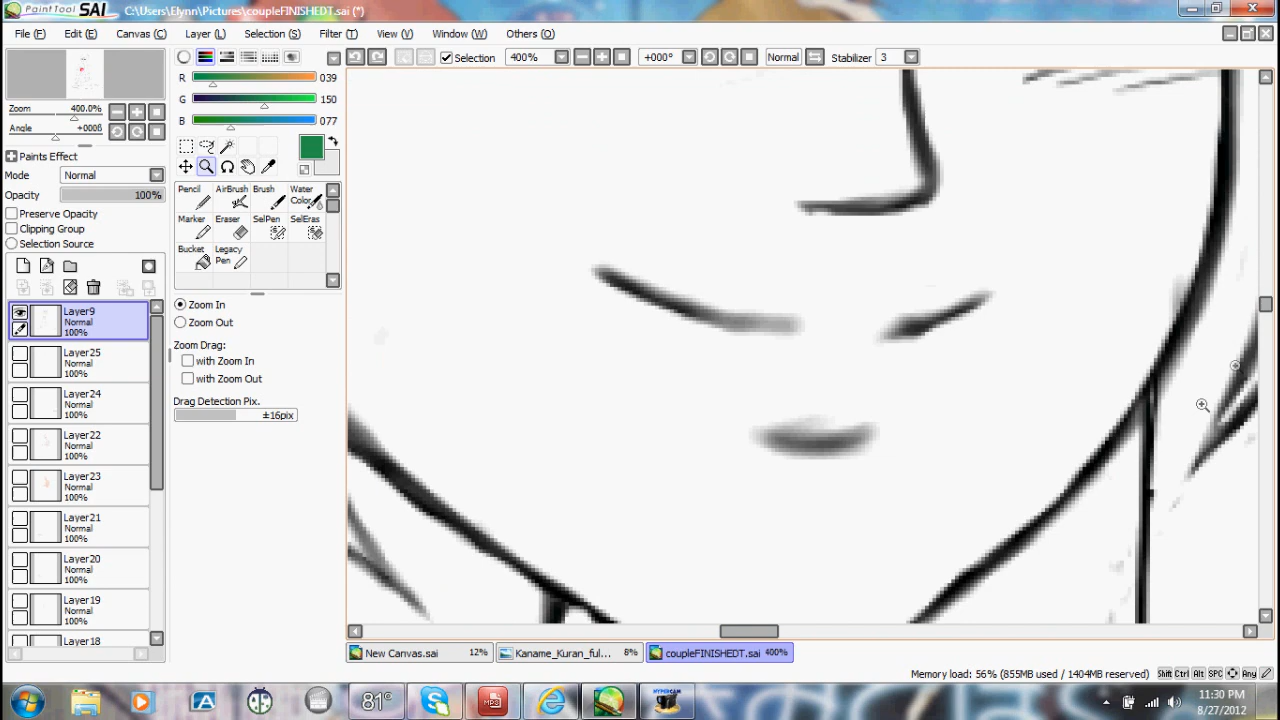 PaintTool SAI C:\Users\Elynn\Pictures\coupleFINISHEDT.sai (*)
File (F) Edit (E) Canvas (C) Layer (L) Selection (S) Filter (T) View (V) Window (W) Others (O)
Selection 400% +000° Normal Stabilizer 3
R 039
G 150
B 077
Zoom 400.0%
Angle +000ß
Paints Effect
Mode Normal
Opacity 100%
Preserve Opacity
Clipping Group
Selection Source
Pencil AirBrush Brush Water Color
Marker Eraser SelPen SelEras
Bucket Legacy Pen
Zoom In
Zoom Out
Zoom Drag:
with Zoom In
with Zoom Out
Drag Detection Pix.
±16pix
Layer9
Normal
100%
Layer25
Normal
100%
Layer24
Normal
100%
Layer22
Normal
100%
Layer23
Normal
100%
Layer21
Normal
100%
Layer20
Normal
100%
Layer19
Normal
100%
Layer18
New Canvas.sai 12% Kaname_Kuran_ful... 8% coupleFINISHEDT.sai 400%
Memory load: 56% (855MB used / 1404MB reserved) Shift Ctrl Alt SPC Any
81° MP3 HYPERCAM 11:30 PM
8/27/2012